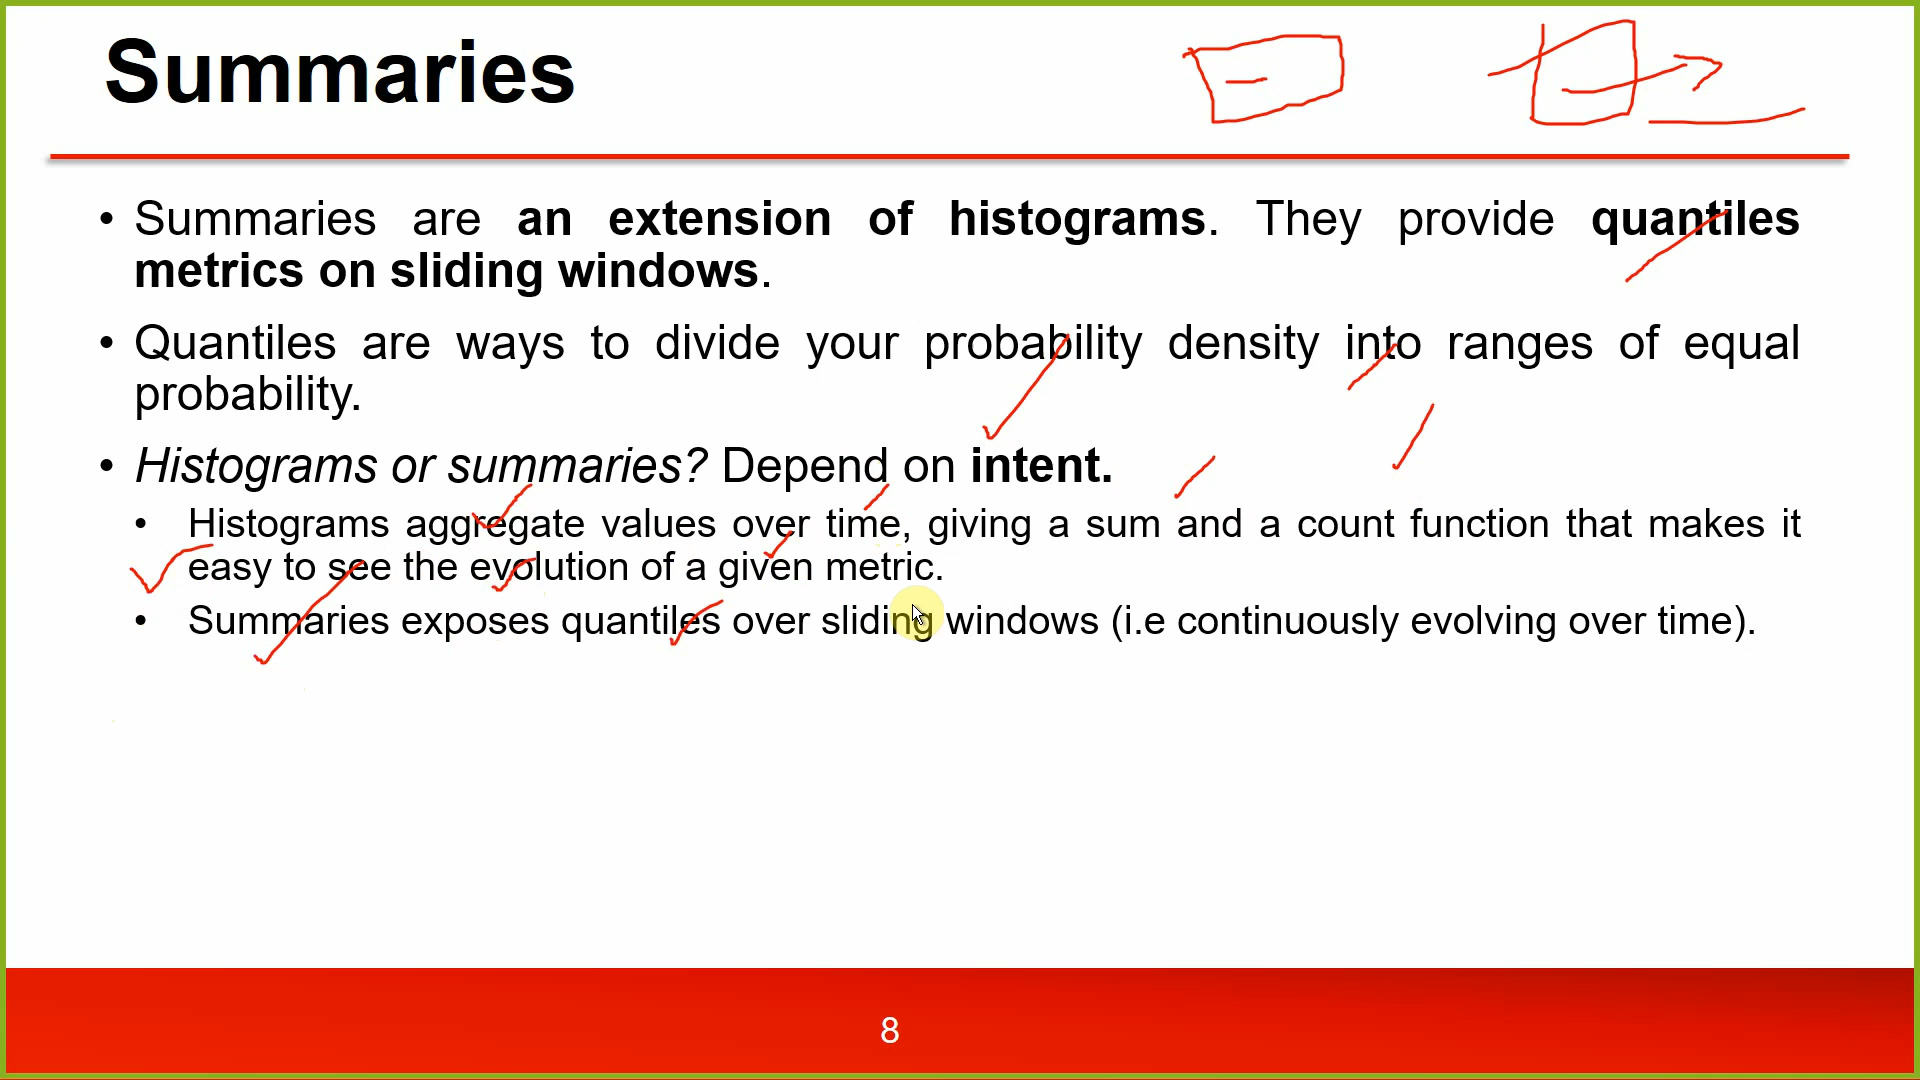 Summaries
• Summaries are an extension of histograms. They provide quantiles
metrics on sliding windows.
• Quantiles are ways to divide your probability density into ranges of equal
probability.
• Histograms or summaries? Depend on intent.
• Histograms aggregate values over time, giving a sum and a count function that makes it
easy to see the evolution of a given metric.
• Summaries exposes quantiles over sliding windows (i.e continuously evolving over time).
8